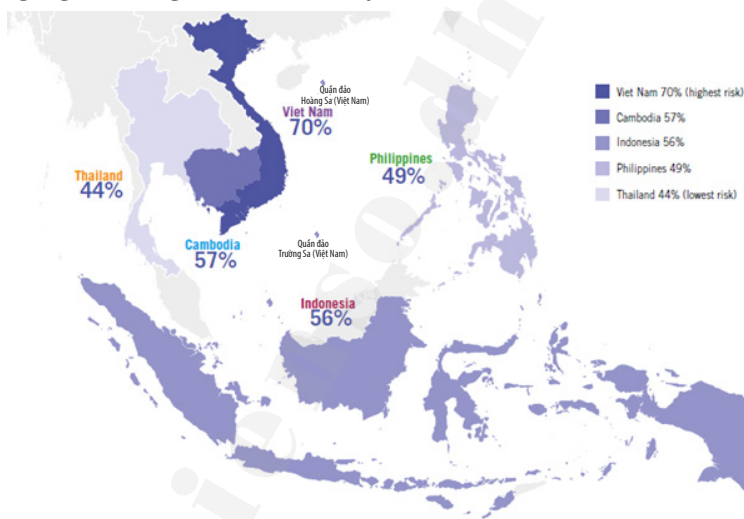 Quần đảo
Hoàng Sa (Việt Nam)
Viet Nam
70%
Viet Nam 70% (highest risk)
Cambodia 57%
Indonesia 56%
Philippines 49%
Thailand 44% (lowest risk)
Philippines
49%
Thailand
44%
Cambodia
57%
Quần đảo
Trường Sa (Việt Nam)
Indonesia
56%